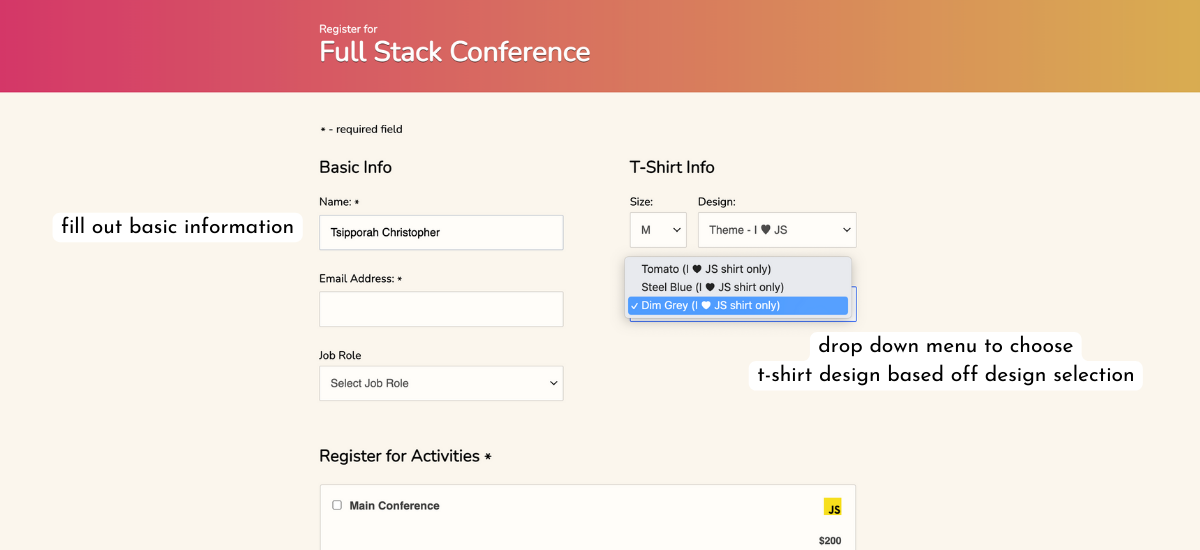 Register for
Full Stack Conference
* - required field
Basic Info
Name: *
Tsipporah Christopher
fill out basic information
Email Address: *
Job Role
Select Job Role
T-Shirt Info
Size:
Design:
M
Theme - I ♥ JS
Tomato (I ♥ JS shirt only)
Steel Blue (I ♥ JS shirt only)
✓ Dim Grey (I ♥ JS shirt only)
drop down menu to choose
t-shirt design based off design selection
Register for Activities *
Main Conference
JS
$200